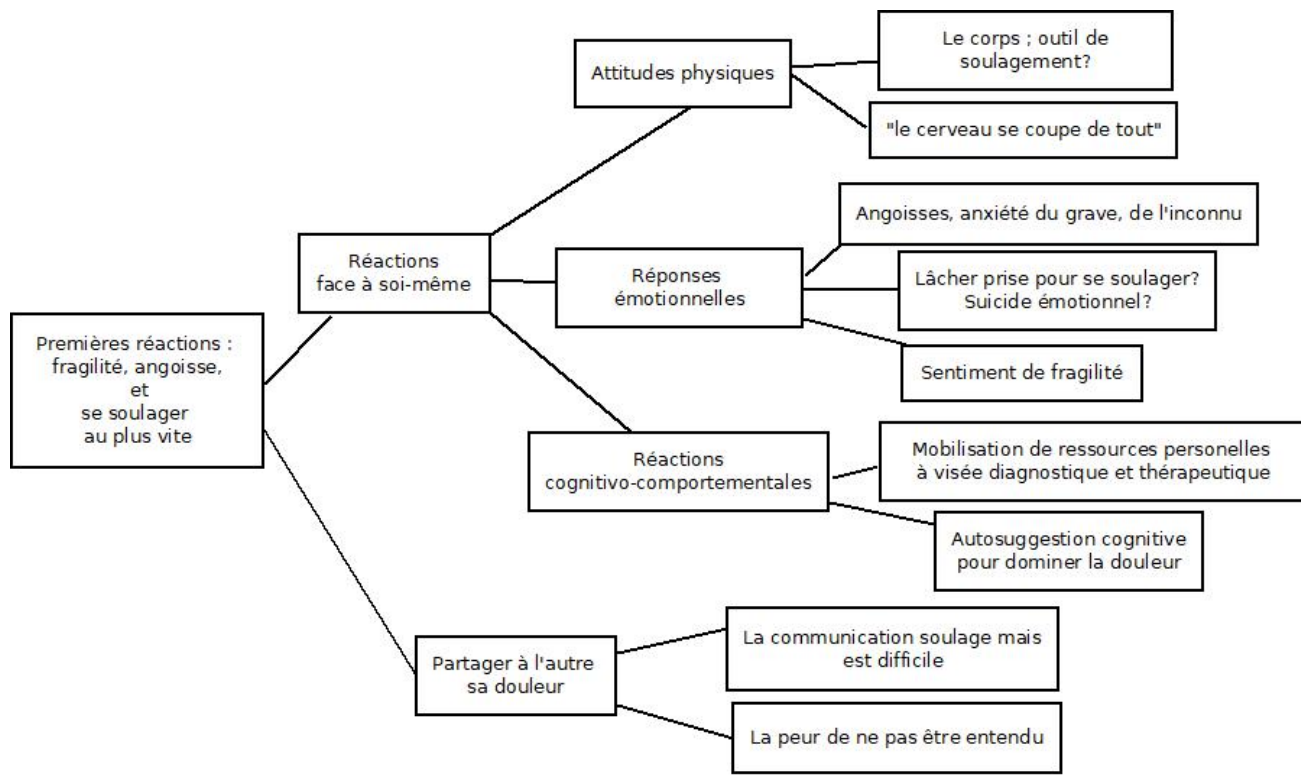 Le corps ; outil de
soulagement?
Attitudes physiques
"le cerveau se coupe de tout"
Angoisses, anxiété du grave, de l'inconnu
Réactions
face à soi-même
Réponses
émotionnelles
Lâcher prise pour se soulager?
Suicide émotionnel?
Sentiment de fragilité
Premières réactions :
fragilité, angoisse,
et
se soulager
au plus vite
Réactions
cognitivo-comportementales
Mobilisation de ressources personelles
à visée diagnostique et thérapeutique
Autosuggestion cognitive
pour dominer la douleur
La communication soulage mais
est difficile
Partager à l'autre
sa douleur
La peur de ne pas être entendu